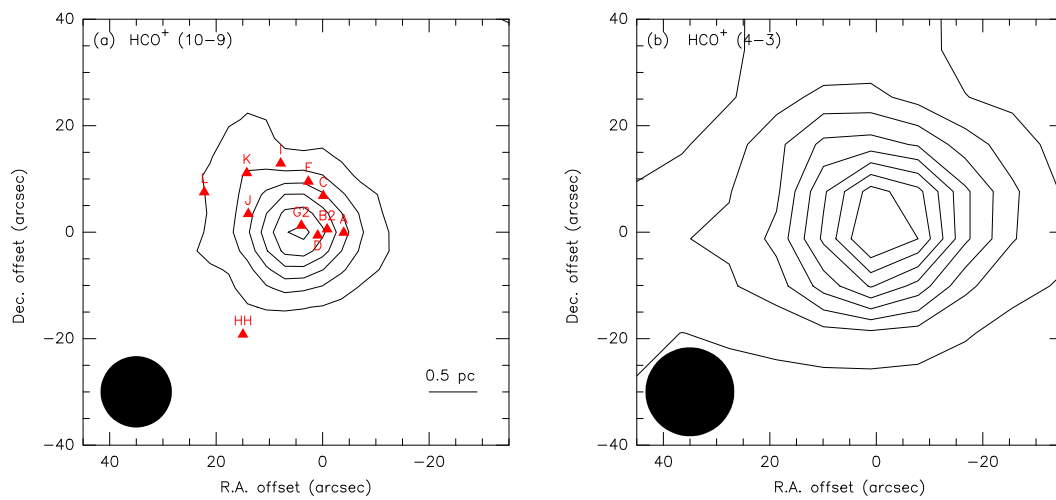 (a) HCO+ (10−9)
40
20
0
−20
−40
20
0
−20
Dec. offset (arcsec)
R.A. offset (arcsec)
I
K
F
L
C
J
G2
B2
A
D
HH
0.5 pc
(b) HCO+ (4−3)
40
20
0
−20
−40
40
20
0
−20
Dec. offset (arcsec)
R.A. offset (arcsec)